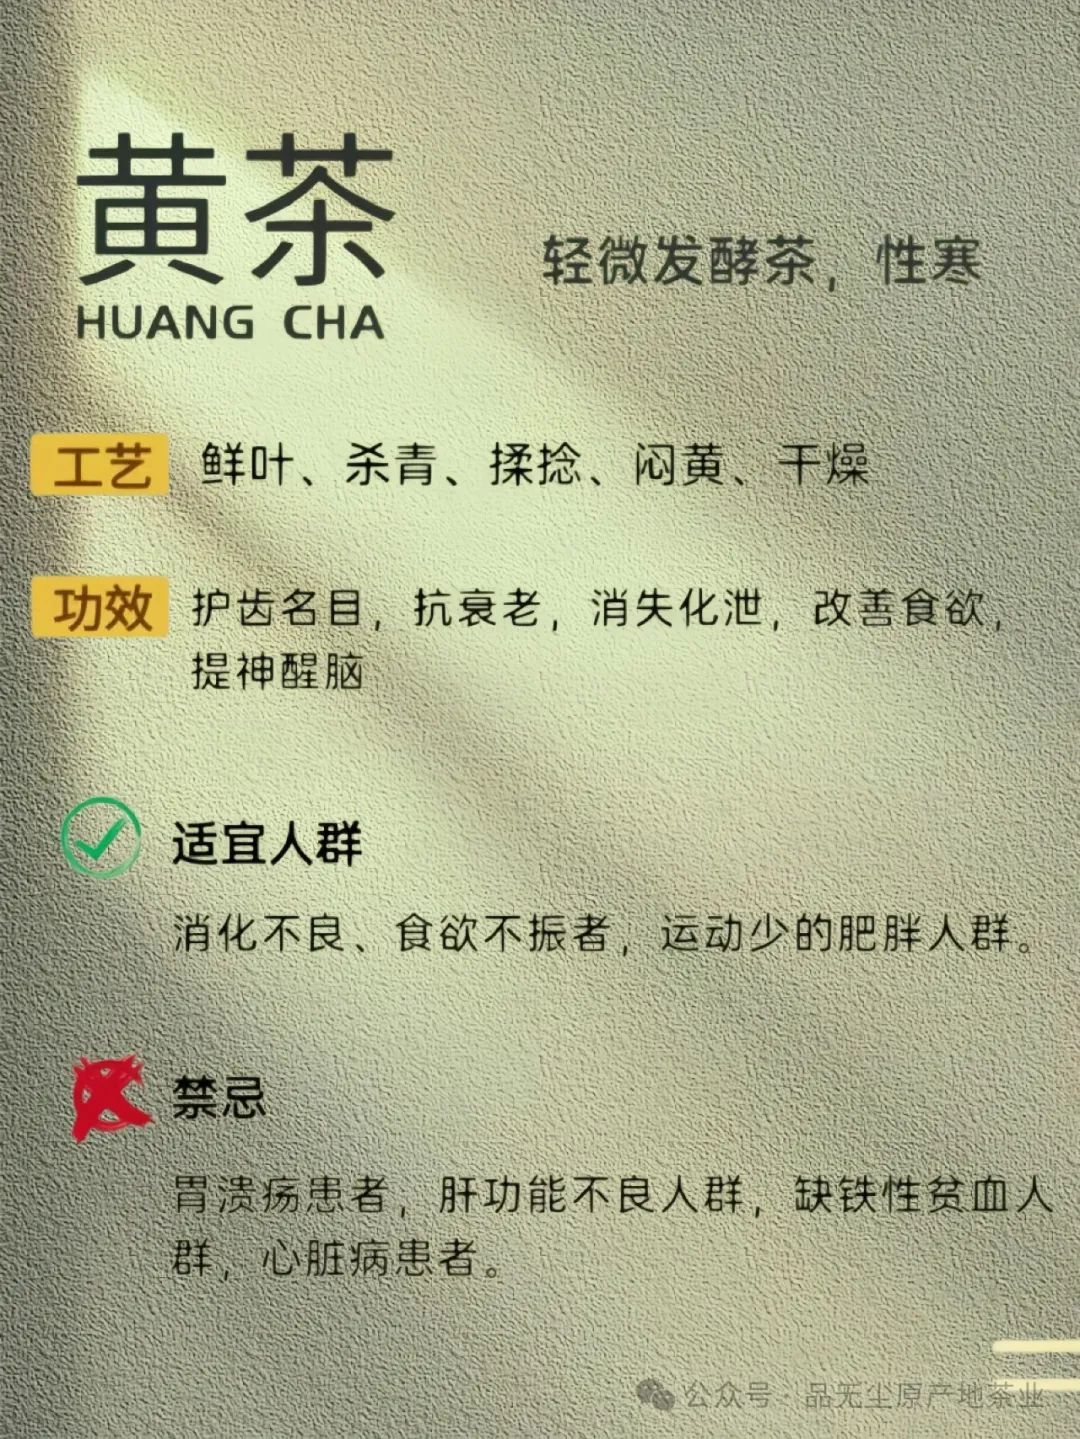 黄茶
HUANG CHA
轻微发酵茶，性寒
工艺
鲜叶、杀青、揉捻、闷黄、干燥
功效
护齿名目，抗衰老，消失化泄，改善食欲，
提神醒脑
适宜人群
消化不良、食欲不振者，运动少的肥胖人群。
禁忌
胃溃疡患者，肝功能不良人群，缺铁性贫血人
群，心脏病患者。
公众号·品无尘原产地茶业